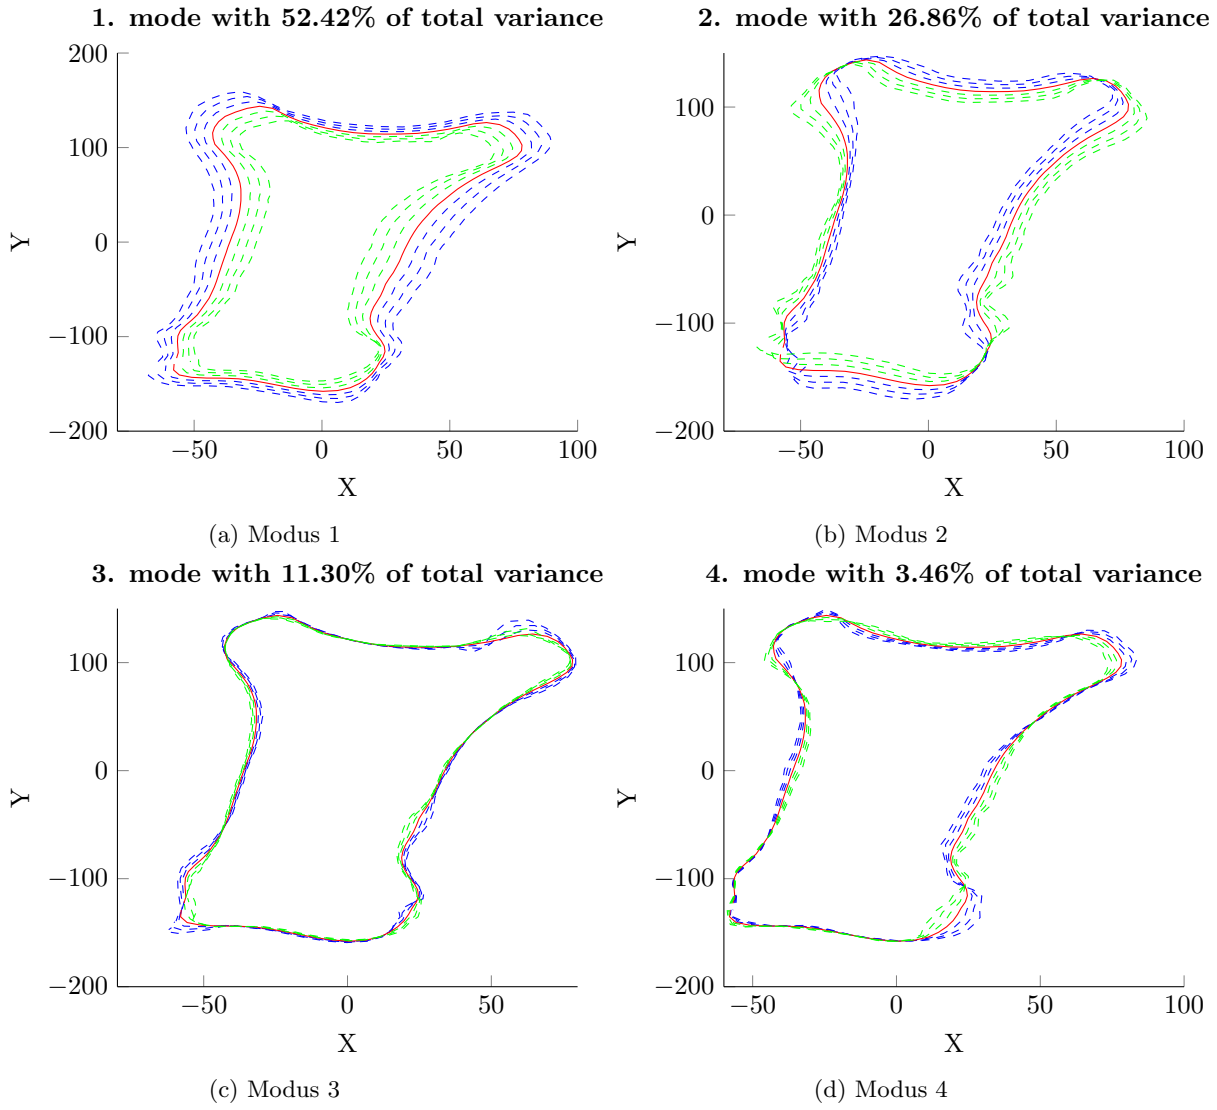 1. mode with 52.42% of total variance
200
100
0
−100
−200
Y
−50
0
50
100
X
(a) Modus 1
2. mode with 26.86% of total variance
100
0
−100
−200
Y
−50
0
50
100
X
(b) Modus 2
3. mode with 11.30% of total variance
100
0
−100
−200
Y
−50
0
50
X
(c) Modus 3
4. mode with 3.46% of total variance
100
0
−100
−200
Y
−50
0
50
100
X
(d) Modus 4